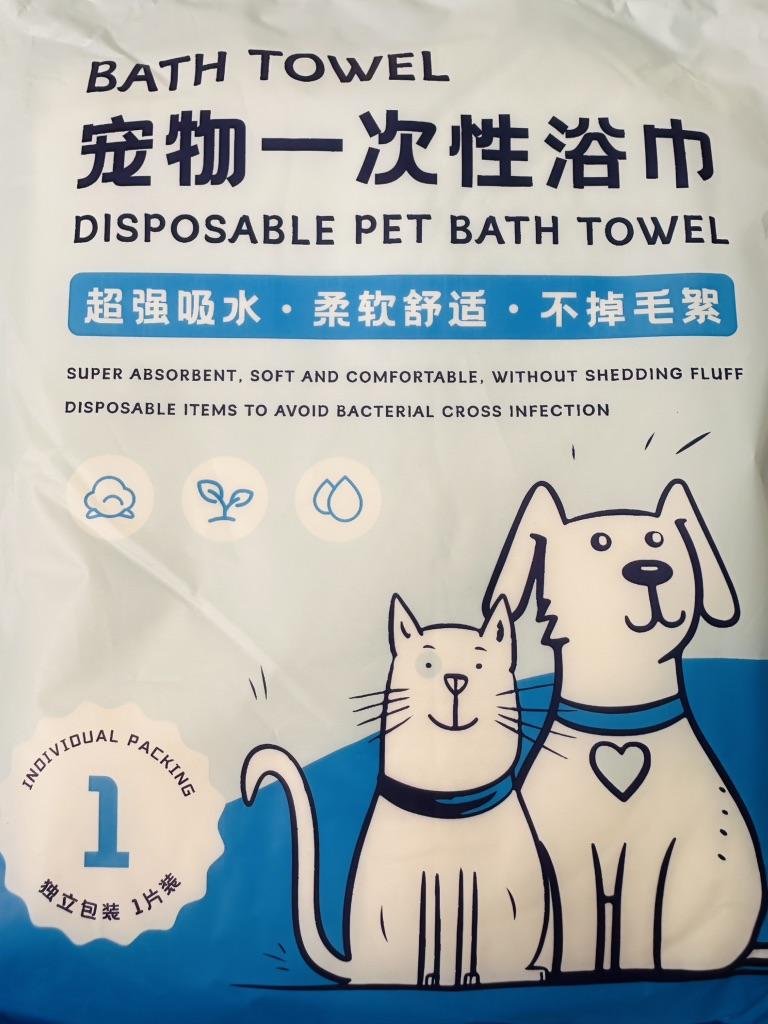 BATH TOWEL
宠物一次性浴巾
DISPOSABLE PET BATH TOWEL
超强吸水·柔软舒适·不掉毛絮
SUPER ABSORBENT, SOFT AND COMFORTABLE, WITHOUT SHEDDING FLUFF
DISPOSABLE ITEMS TO AVOID BACTERIAL CROSS INFECTION
INDIVIDUAL PACKING
1
独立包装 1片装